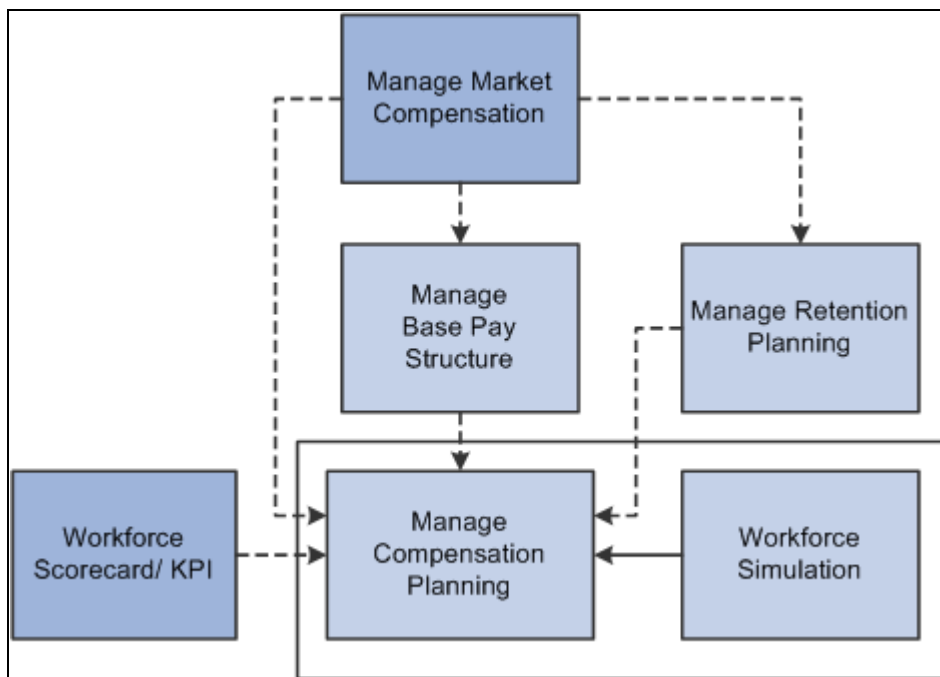 Manage Market
Compensation
Manage
Base Pay
Structure
Manage Retention
Planning
Workforce
Scorecard/ KPI
Manage
Compensation
Planning
Workforce
Simulation